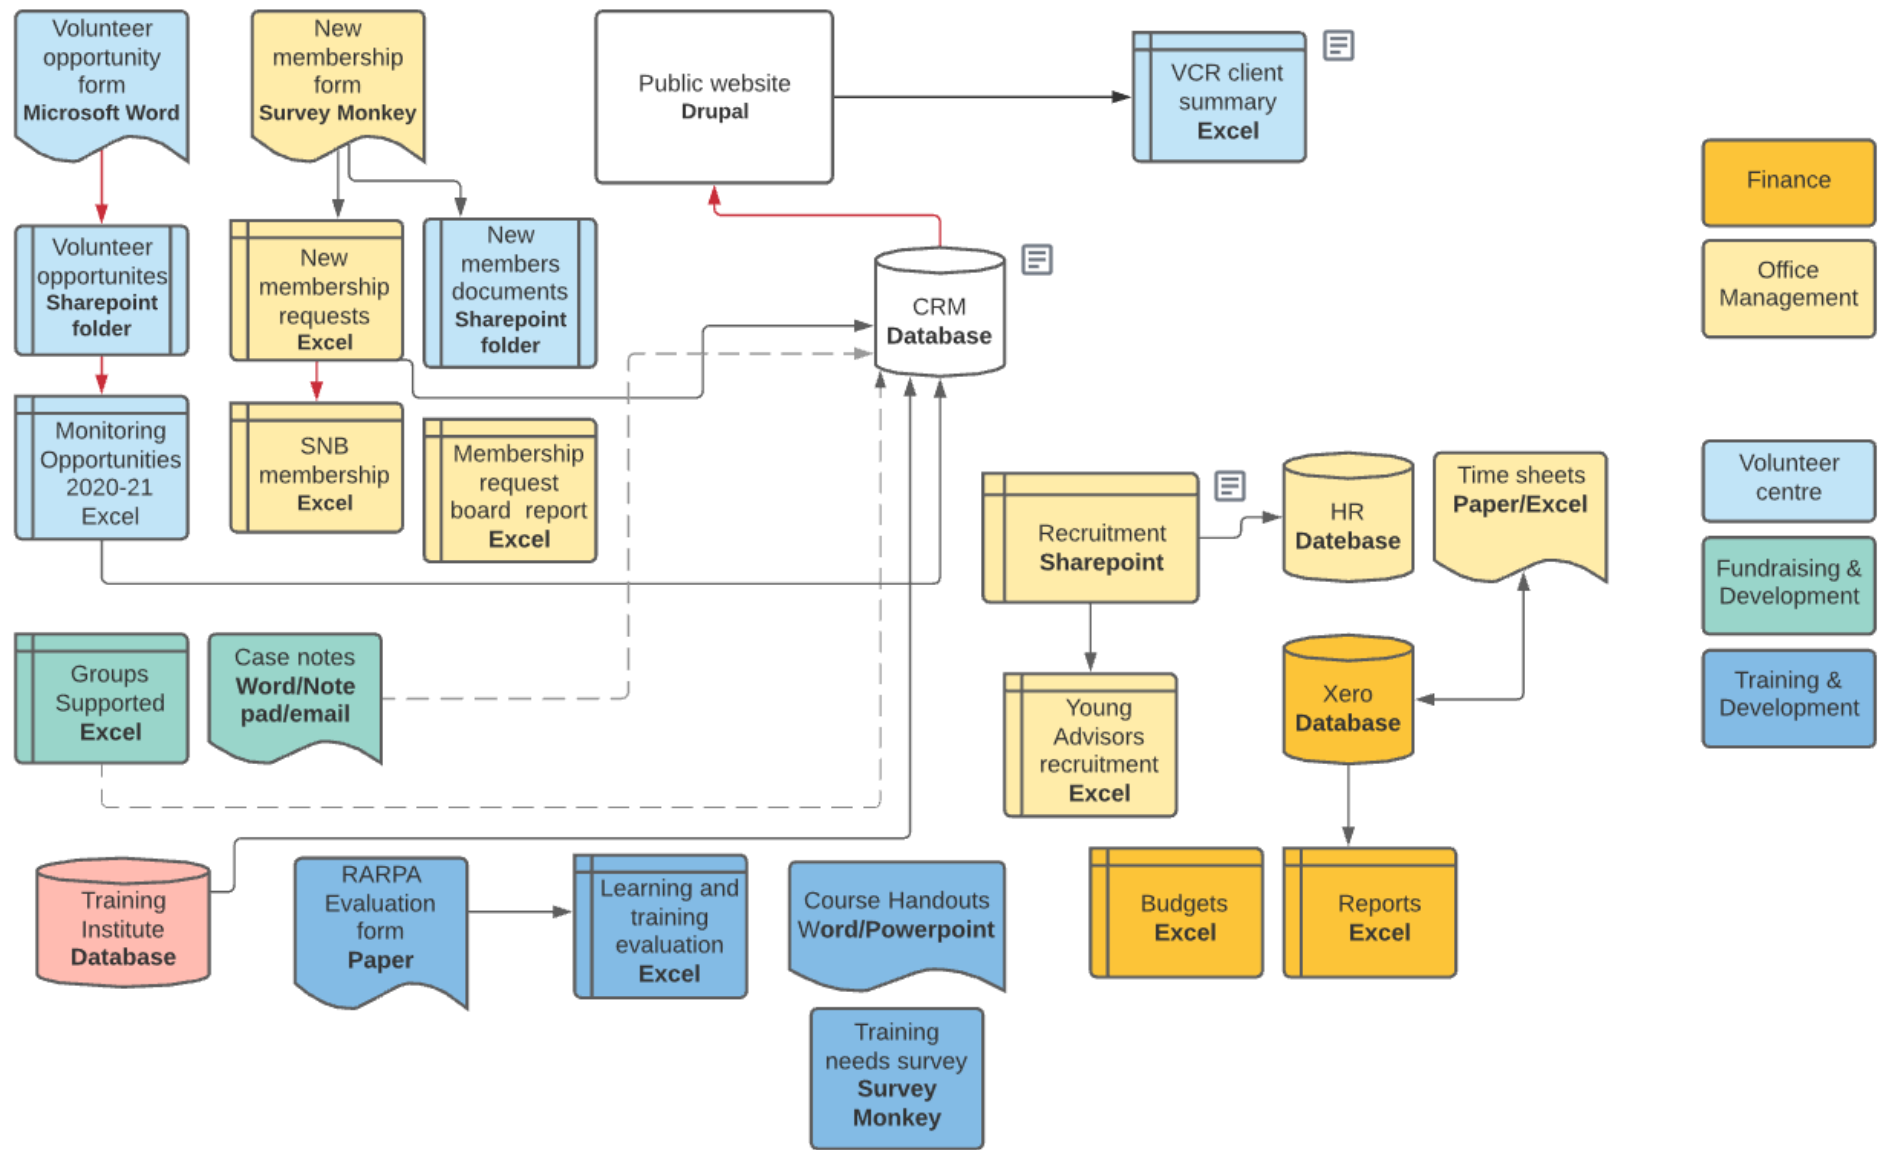 Volunteer
opportunity
form
Microsoft Word
New
membership
form
Survey Monkey
Public website
Drupal
VCR client
summary
Excel
Finance
Office
Management
Volunteer
opportunites
Sharepoint
folder
New
membership
requests
Excel
New
members
documents
Sharepoint
folder
CRM
Database
Monitoring
Opportunities
2020-21
Excel
SNB
membership
Excel
Membership
request
board report
Excel
Recruitment
Sharepoint
HR
Datebase
Time sheets
Paper/Excel
Volunteer
centre
Fundraising &
Development
Training &
Development
Groups
Supported
Excel
Case notes
Word/Note
pad/email
Young
Advisors
recruitment
Excel
Xero
Database
Training
Institute
Database
RARPA
Evaluation
form
Paper
Learning and
training
evaluation
Excel
Course Handouts
Word/Powerpoint
Budgets
Excel
Reports
Excel
Training
needs survey
Survey
Monkey